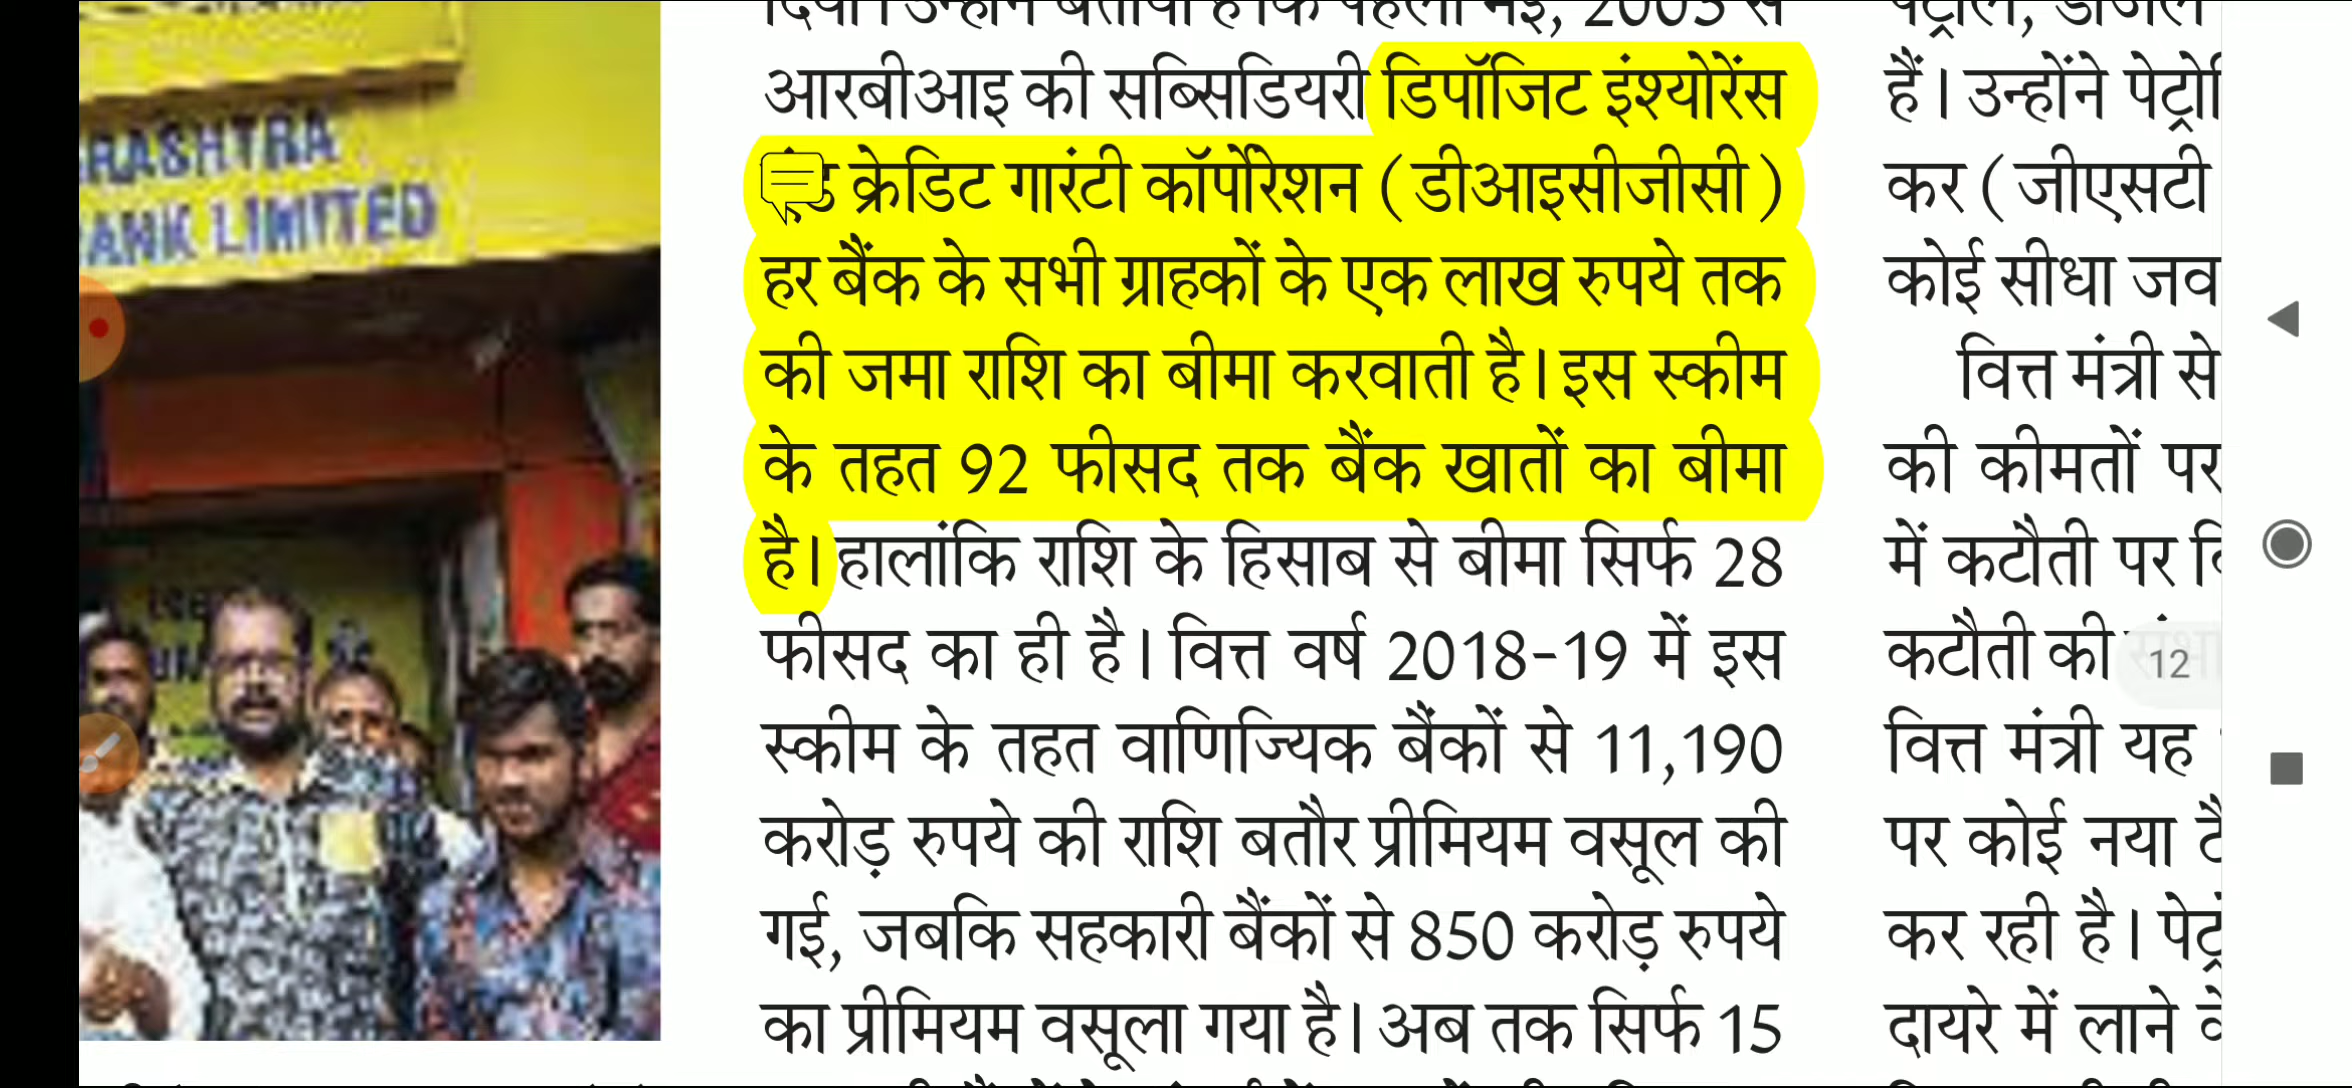 RASHTRA
ANK LIMITED
आरबीआइ की सब्सिडियरी डिपॉजिट इंश्योरेंस
क्रेडिट गारंटी कॉर्पोरेशन ( डीआइसीजीसी )
हर बैंक के सभी ग्राहकों के एक लाख रुपये तक
की जमा राशि का बीमा करवाती है। इस स्कीम
के तहत 92 फीसद तक बैंक खातों का बीमा
है। हालांकि राशि के हिसाब से बीमा सिर्फ 28
फीसद का ही है। वित्त वर्ष 2018-19 में इस
स्कीम के तहत वाणिज्यिक बैंकों से 11,190
करोड़ रुपये की राशि बतौर प्रीमियम वसूल की
गई, जबकि सहकारी बैंकों से 850 करोड़ रुपये
का प्रीमियम वसूला गया है। अब तक सिर्फ 15
हैं। उन्होंने पेट्रो
कर ( जीएसटी
कोई सीधा जव
वित्त मंत्री से
की कीमतों पर
में कटौती पर
कटौती की
12
वित्त मंत्री यह
पर कोई नया
कर रही है। पेट्र
दायरे में लाने